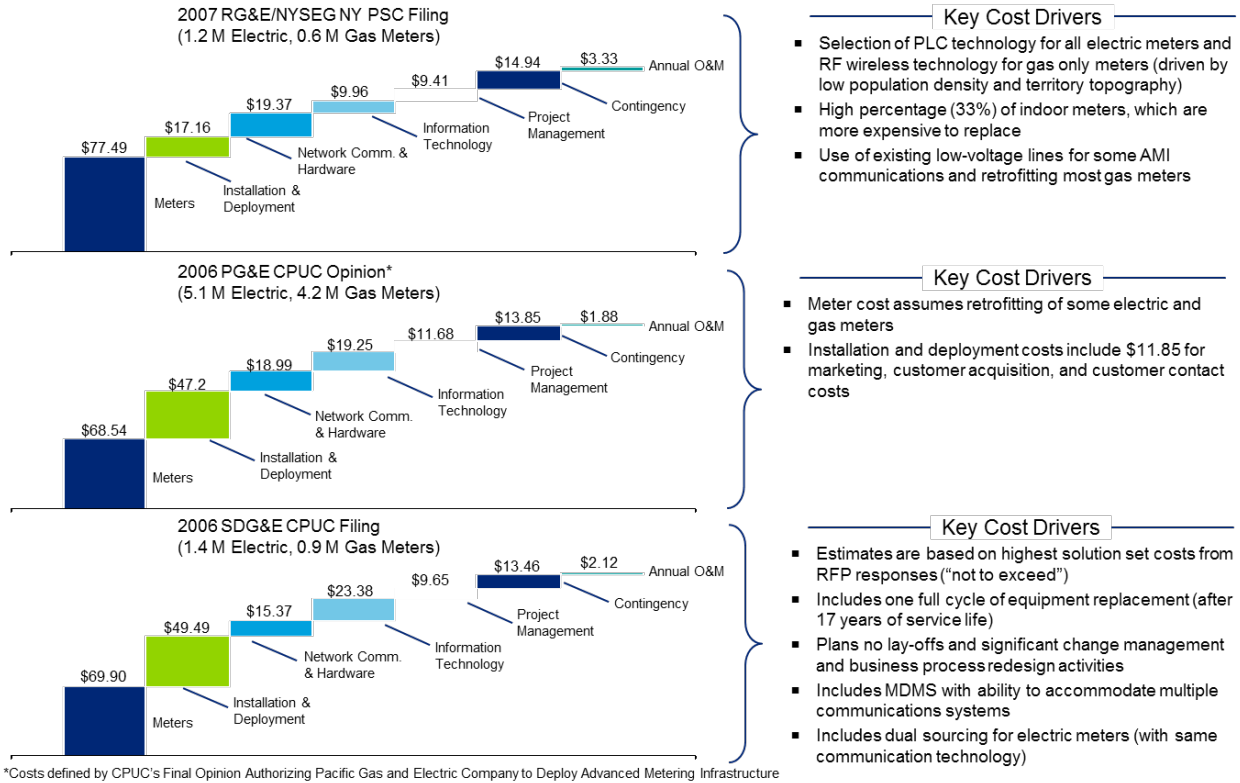 2007 RG&E/NYSEG NY PSC Filing
(1.2 M Electric, 0.6 M Gas Meters)
$77.49
$17.16
$19.37
$9.96
$9.41
$14.94
$3.33
Annual O&M
Contingency
Project
Management
Information
Technology
Network Comm. &
Hardware
Installation &
Deployment
Meters
Key Cost Drivers
▪ Selection of PLC technology for all electric meters and
RF wireless technology for gas only meters (driven by
low population density and territory topography)
▪ High percentage (33%) of indoor meters, which are
more expensive to replace
▪ Use of existing low-voltage lines for some AMI
communications and retrofitting most gas meters
2006 PG&E CPUC Opinion*
(5.1 M Electric, 4.2 M Gas Meters)
$68.54
$47.2
$18.99
$19.25
$11.68
$13.85
$1.88
Annual O&M
Contingency
Project
Management
Information
Technology
Network Comm.
& Hardware
Installation &
Deployment
Meters
Key Cost Drivers
▪ Meter cost assumes retrofitting of some electric and
gas meters
▪ Installation and deployment costs include $11.85 for
marketing, customer acquisition, and customer contact
costs
2006 SDG&E CPUC Filing
(1.4 M Electric, 0.9 M Gas Meters)
$69.90
$49.49
$15.37
$23.38
$9.65
$13.46
$2.12
Annual O&M
Contingency
Project
Management
Information
Technology
Network Comm.
& Hardware
Installation &
Deployment
Meters
Key Cost Drivers
▪ Estimates are based on highest solution set costs from
RFP responses (“not to exceed”)
▪ Includes one full cycle of equipment replacement (after
17 years of service life)
▪ Plans no lay-offs and significant change management
and business process redesign activities
▪ Includes MDMS with ability to accommodate multiple
communications systems
▪ Includes dual sourcing for electric meters (with same
communication technology)
*Costs defined by CPUC’s Final Opinion Authorizing Pacific Gas and Electric Company to Deploy Advanced Metering Infrastructure